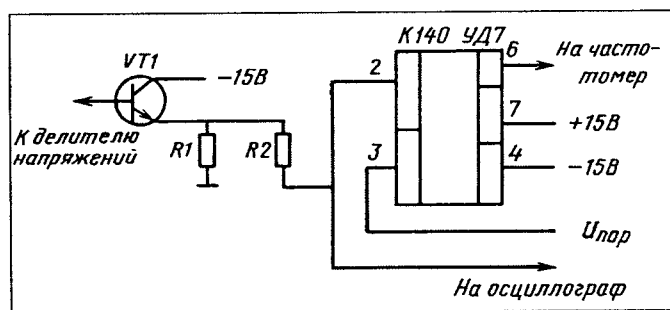 VT1
–15В
К делителю
напряжений
R1
R2
К140 УД7
2
3
6
7
4
На часто-
томер
+15В
–15В
Uпор
На осциллограф